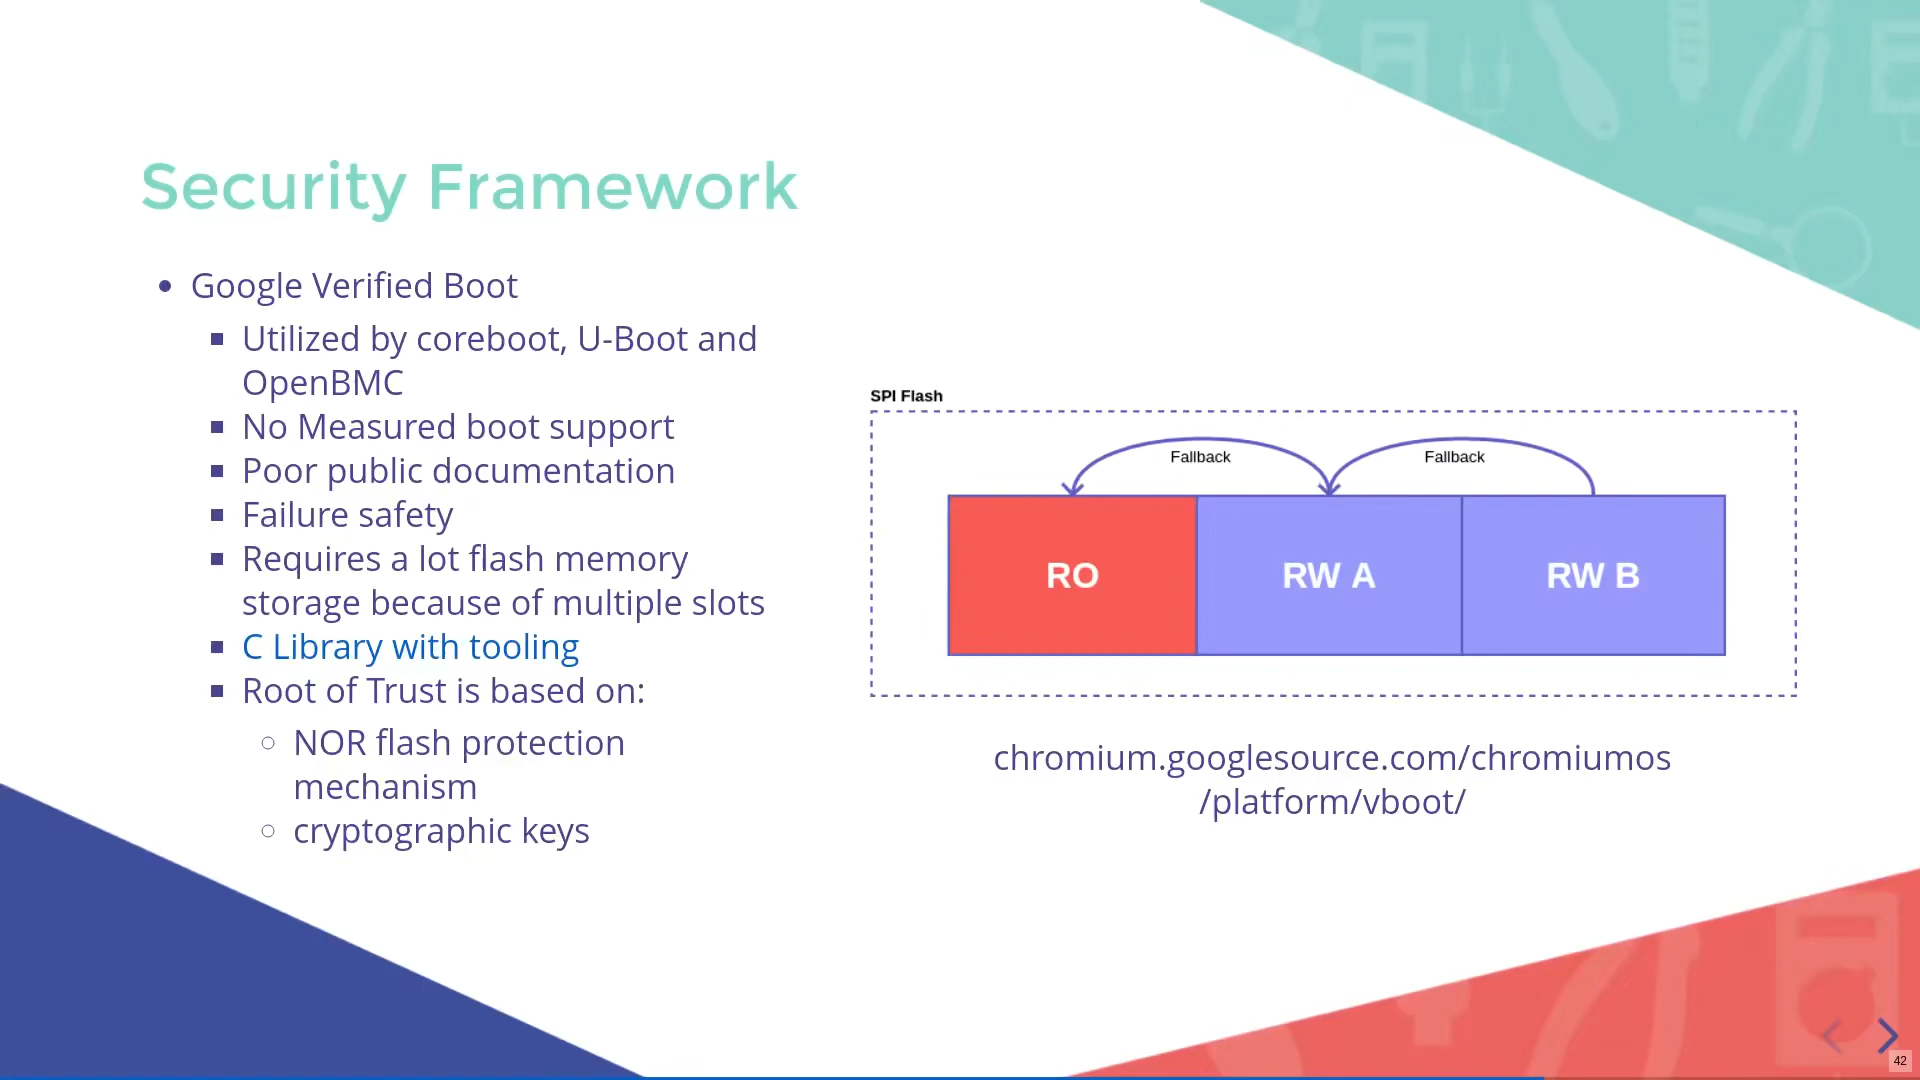 Security Framework
Google Verified Boot
Utilized by coreboot, U-Boot and
OpenBMC
No Measured boot support
Poor public documentation
Failure safety
Requires a lot flash memory
storage because of multiple slots
C Library with tooling
Root of Trust is based on:
NOR flash protection
mechanism
cryptographic keys
SPI Flash
Fallback
Fallback
RO
RW A
RW B
chromium.googlesource.com/chromiumos
/platform/vboot/
42